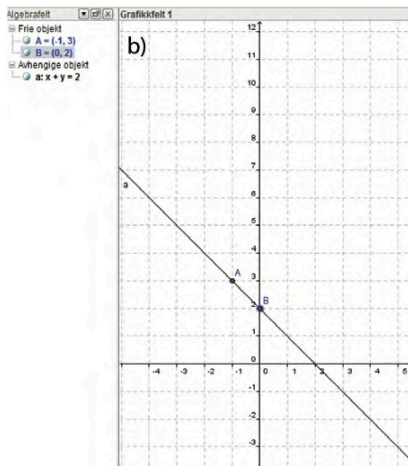 Algebrafelt
Grafikkfelt 1
Frie objekt
A = (-1, 3)
B = (0, 2)
Avhengige objekt
a: x + y = 2
b)
12
11
10
9
8
7
6
5
4
3
2
1
0
-1
-2
-3
-4 -3 -2 -1 0 1 2 3 4 5
a
A
B